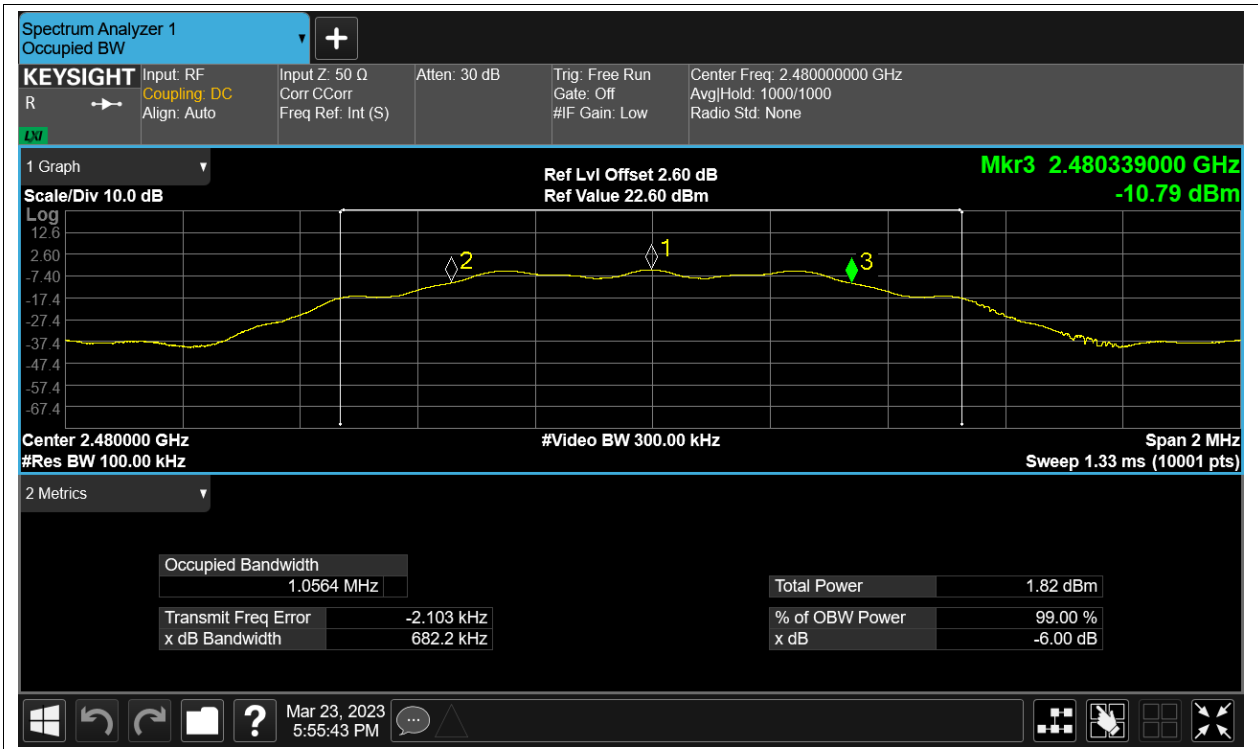 Spectrum Analyzer 1
Occupied BW
KEYSIGHT
R
LXI
Input: RF
Coupling: DC
Align: Auto
Input Z: 50 Ω
Corr CCorr
Freq Ref: Int (S)
Atten: 30 dB
Trig: Free Run
Gate: Off
#IF Gain: Low
Center Freq: 2.480000000 GHz
Avg|Hold: 1000/1000
Radio Std: None
1 Graph
Scale/Div 10.0 dB
Ref Lvl Offset 2.60 dB
Ref Value 22.60 dBm
Mkr3 2.480339000 GHz
-10.79 dBm
Log
12.6
2.60
-7.40
-17.4
-27.4
-37.4
-47.4
-57.4
-67.4
2
1
3
Center 2.480000 GHz
#Res BW 100.00 kHz
#Video BW 300.00 kHz
Span 2 MHz
Sweep 1.33 ms (10001 pts)
2 Metrics
Occupied Bandwidth
1.0564 MHz
Transmit Freq Error -2.103 kHz
x dB Bandwidth 682.2 kHz
Total Power 1.82 dBm
% of OBW Power 99.00 %
x dB -6.00 dB
?
Mar 23, 2023
5:55:43 PM